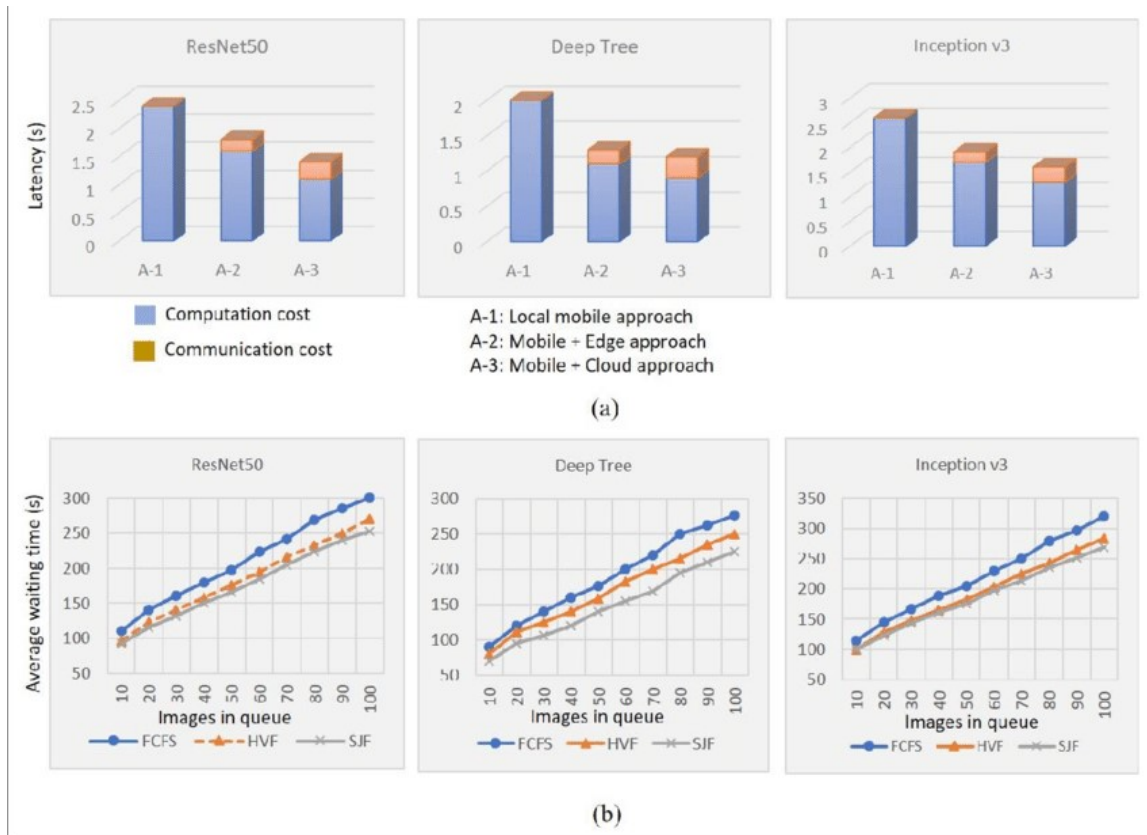 ResNet50
Latency (s)
2.5
2
1.5
1
0.5
0
A-1 A-2 A-3
Deep Tree
2
1.5
1
0.5
0
A-1 A-2 A-3
Inception v3
3
2.5
2
1.5
1
0.5
0
A-1 A-2 A-3
Computation cost
Communication cost
A-1: Local mobile approach
A-2: Mobile + Edge approach
A-3: Mobile + Cloud approach
(a)
ResNet50
Average waiting time (s)
300
250
200
150
100
50
10 20 30 40 50 60 70 80 90 100
Images in queue
FCFS HVF SJF
Deep Tree
300
250
200
150
100
50
10 20 30 40 50 60 70 80 90 100
Images in queue
FCFS HVF SJF
Inception v3
350
300
250
200
150
100
50
10 20 30 40 50 60 70 80 90 100
Images in queue
FCFS HVF SJF
(b)